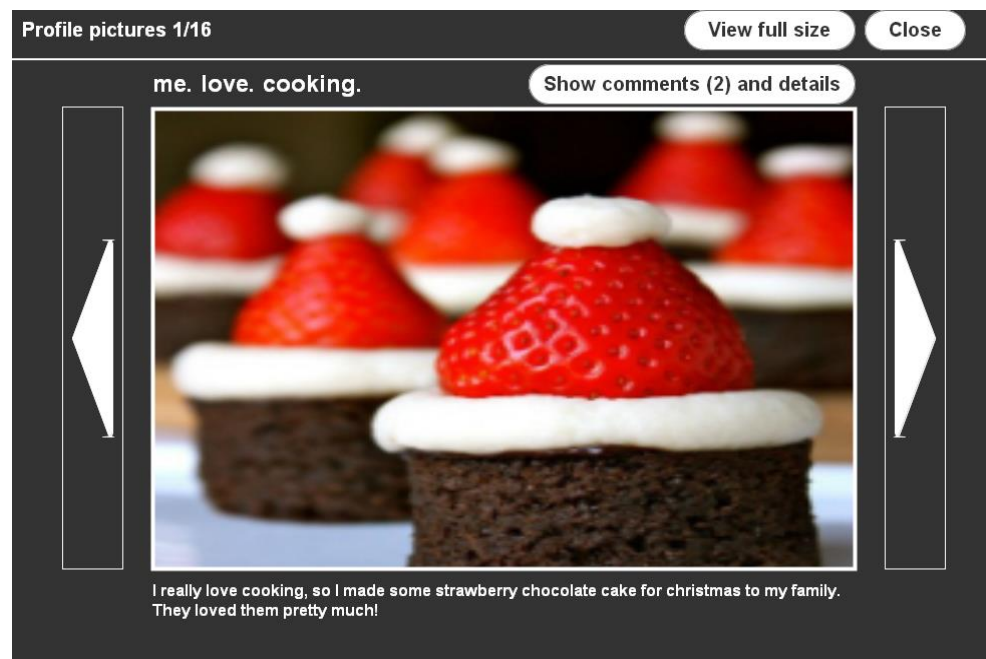 Profile pictures 1/16
View full size
Close
me. love. cooking.
Show comments (2) and details
I really love cooking, so I made some strawberry chocolate cake for christmas to my family.
They loved them pretty much!